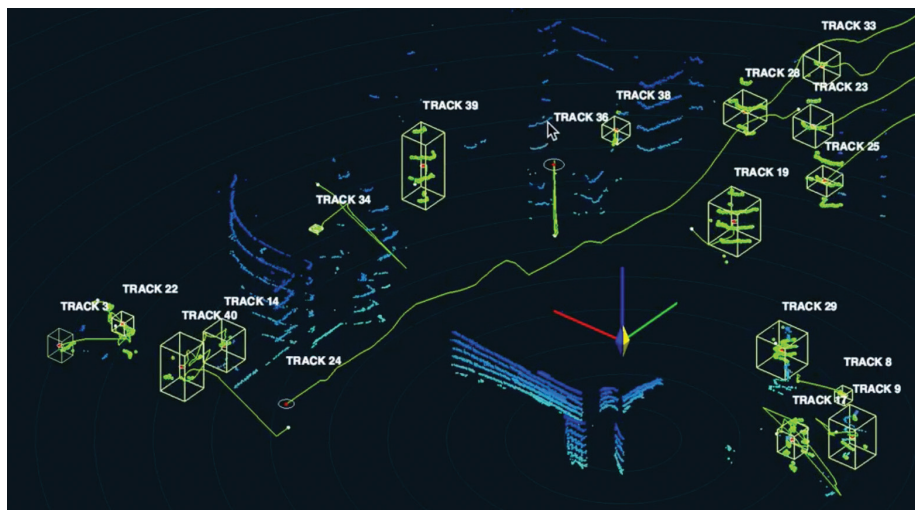 TRACK 33
TRACK 28
TRACK 23
TRACK 38
TRACK 39
TRACK 36
TRACK 25
TRACK 19
TRACK 34
TRACK 22
TRACK 3
TRACK 14
TRACK 40
TRACK 29
TRACK 24
TRACK 8
TRACK 9
TRACK 17